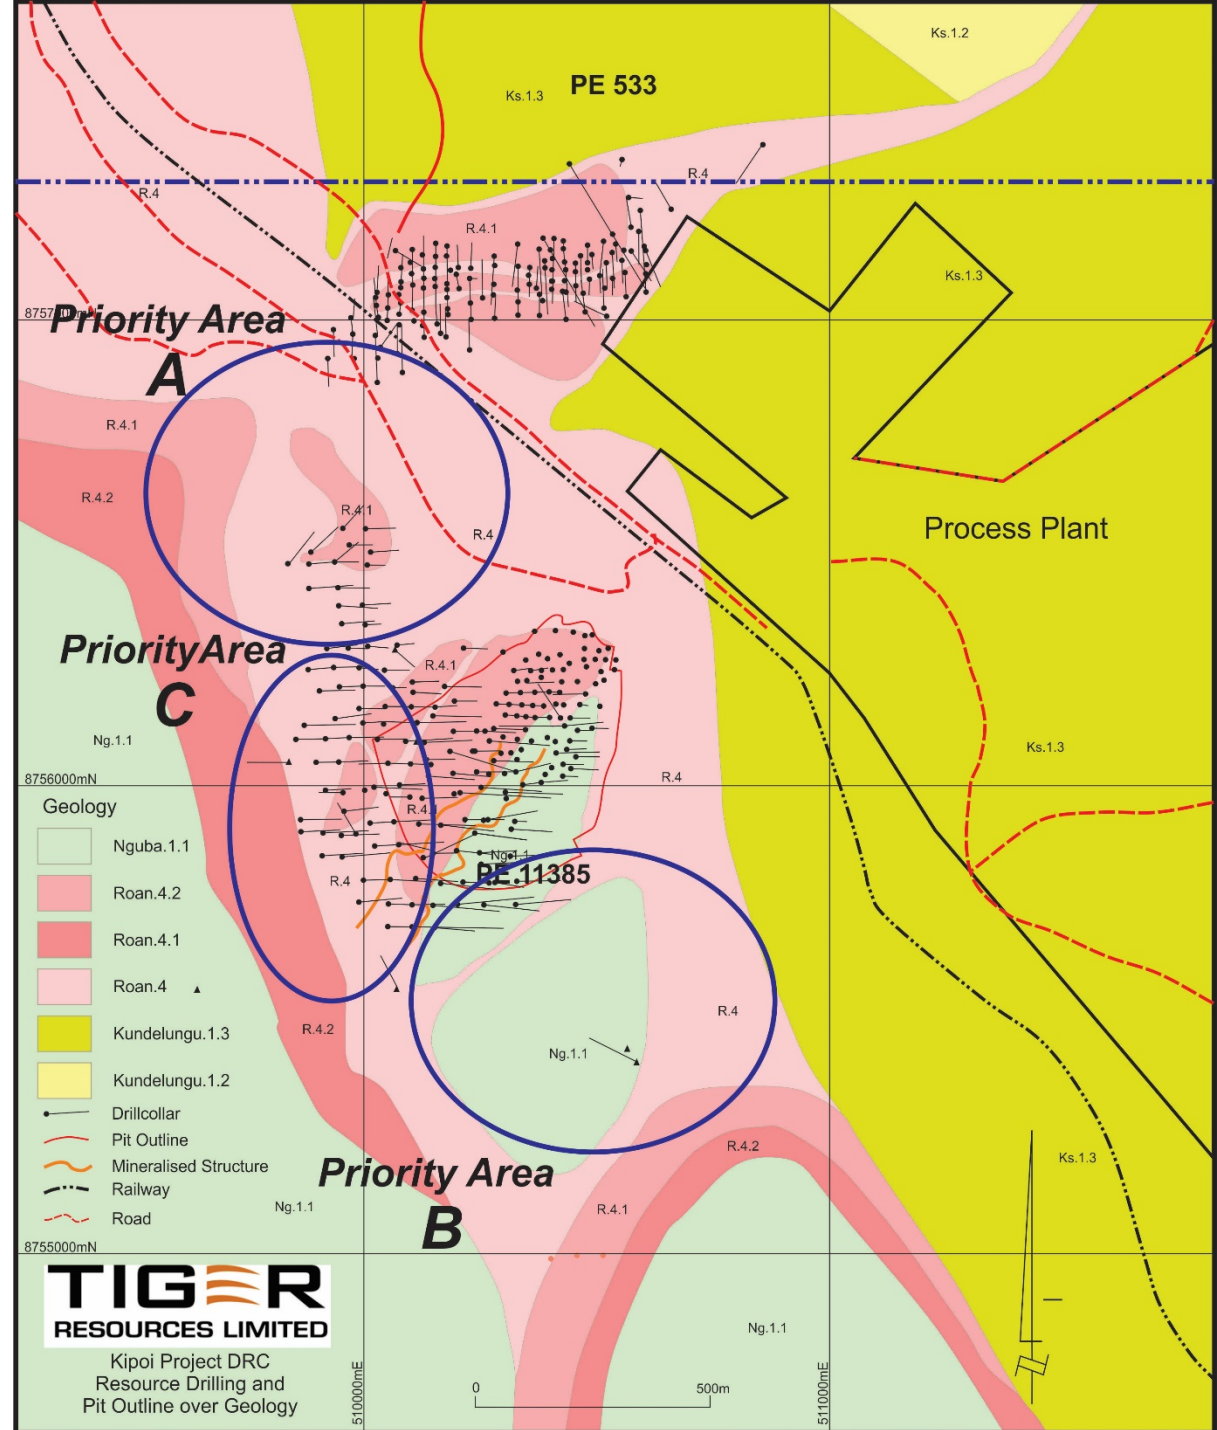 Ks.1.2
PE 533
Ks.1.3
R.4
R.4
R.4.1
Ks.1.3
Priority Area
A
R.4.1
R.4.2
R.4.1
R.4
Process Plant
PriorityArea
C
R.4.1
Ng.1.1
Ks.1.3
R.4
8756000mN
Geology
Nguba.1.1
Roan.4.2
Roan.4.1
Roan.4
Kundelungu.1.3
Kundelungu.1.2
Drillcollar
Pit Outline
Mineralised Structure
Railway
Road
Ng.1.1
PE 11385
R.4
R.4
R.4.2
Ng.1.1
R.4.2
Ks.1.3
Priority Area
B
Ng.1.1
R.4.1
8755000mN
TIGER
RESOURCES LIMITED
Kipoi Project DRC
Resource Drilling and
Pit Outline over Geology
Ng.1.1
0 500m
510000mE
511000mE